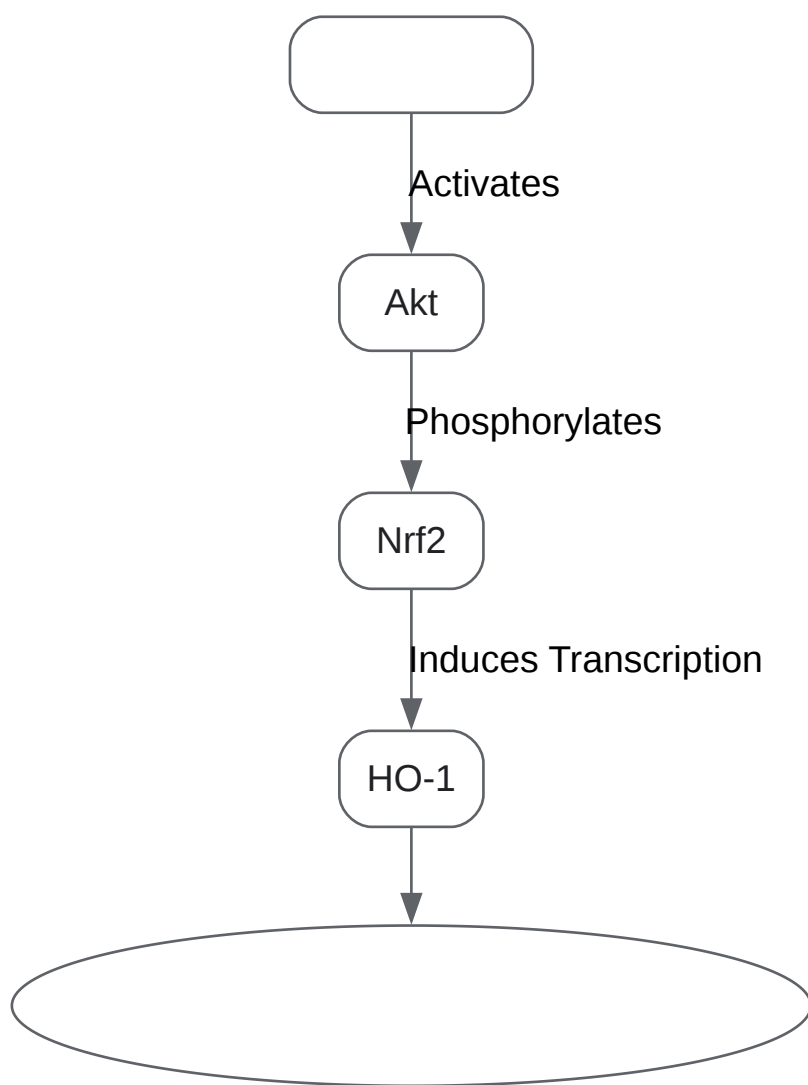 Activates
Akt
Phosphorylates
Nrf2
Induces Transcription
HO-1